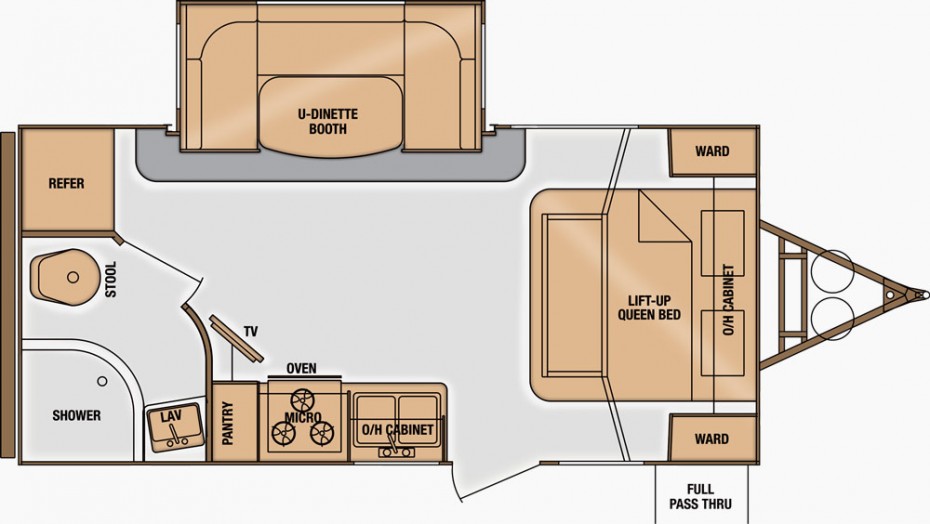 U-DINETTE
BOOTH
REFER
WARD
STOOL
LIFT-UP
QUEEN BED
O/H CABINET
TV
OVEN
SHOWER
LAV
PANTRY
MICRO
O/H CABINET
WARD
FULL
PASS THRU